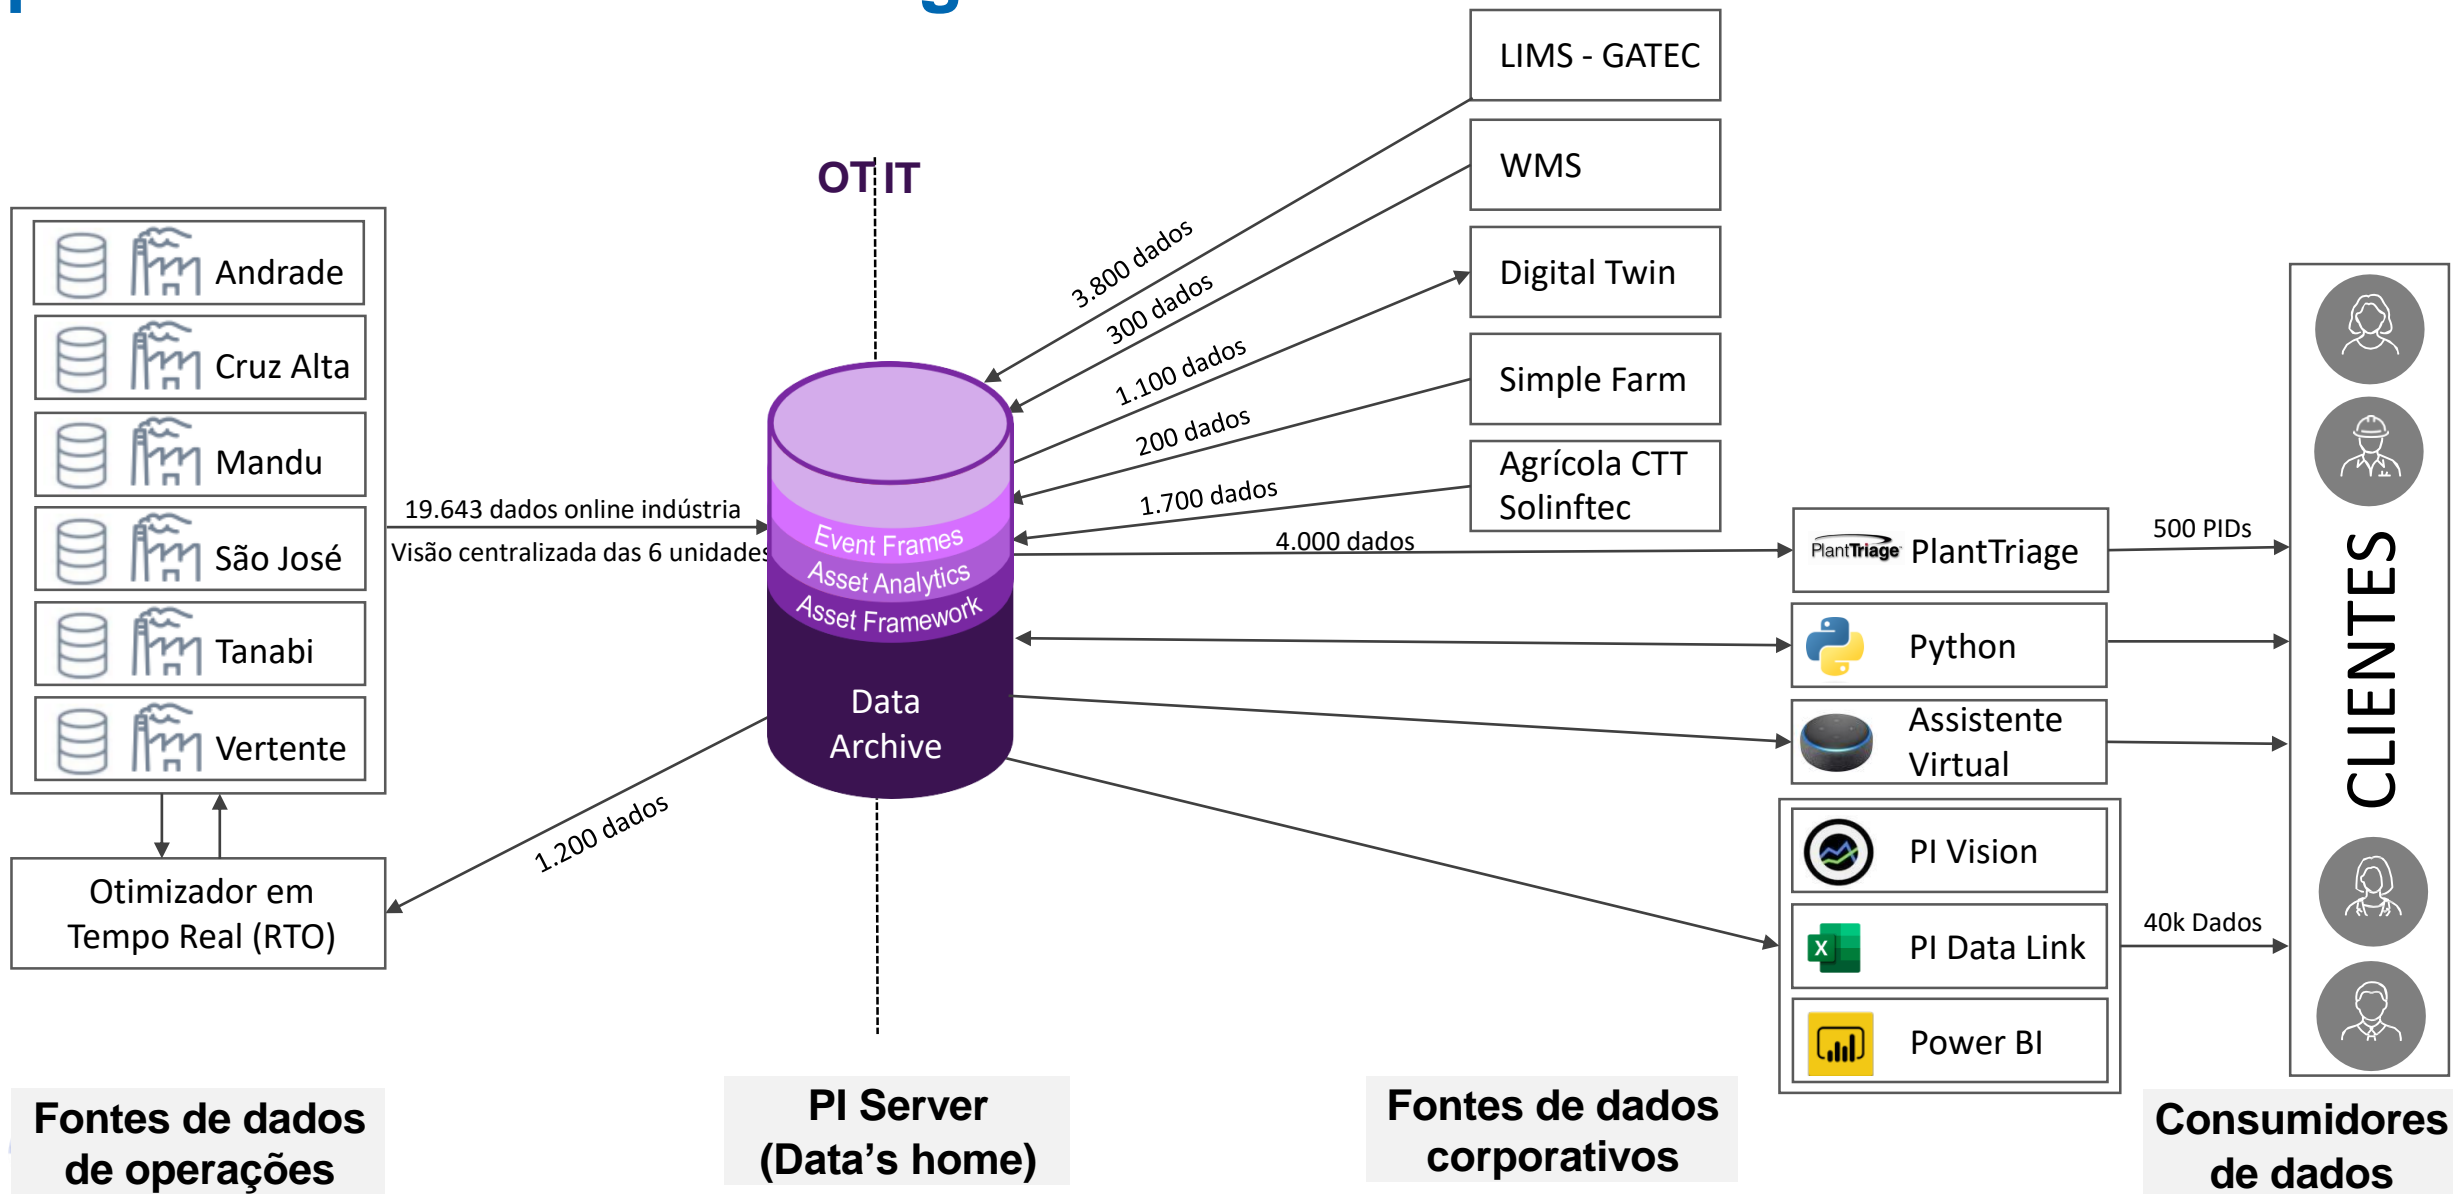 LIMS - GATEC
WMS
Digital Twin
Simple Farm
Agrícola CTT
Solinftec
OT IT
3.800 dados
300 dados
1.100 dados
200 dados
1.700 dados
4.000 dados
Andrade
Cruz Alta
Mandu
São José
Tanabi
Vertente
19.643 dados online indústria
Visão centralizada das 6 unidades
Event Frames
Asset Analytics
Asset Framework
Data
Archive
1.200 dados
Otimizador em
Tempo Real (RTO)
PlantTriage PlantTriage
Python
Assistente
Virtual
PI Vision
X PI Data Link
Power BI
500 PIDs
40k Dados
CLIENTES
Fontes de dados
de operações
PI Server
(Data's home)
Fontes de dados
corporativos
Consumidores
de dados